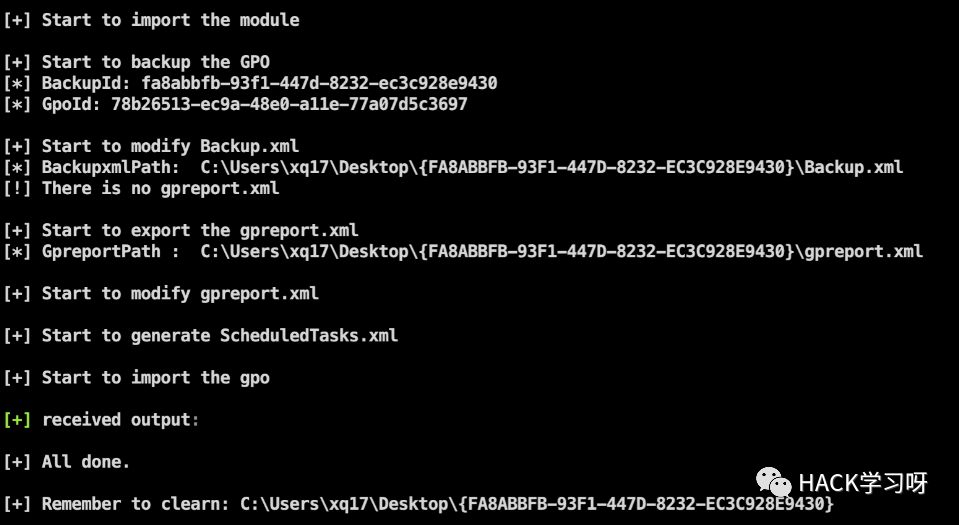 [+] Start to import the module
[+] Start to backup the GPO
[*] BackupId: fa8abbfb-93f1-447d-8232-ec3c928e9430
[*] GpoId: 78b26513-ec9a-48e0-a11e-77a07d5c3697
[+] Start to modify Backup.xml
[*] BackupxmlPath:  C:\Users\xq17\Desktop\{FA8ABBFB-93F1-447D-8232-EC3C928E9430}\Backup.xml
[!] There is no gpreport.xml
[+] Start to export the gpreport.xml
[*] GpreportPath :  C:\Users\xq17\Desktop\{FA8ABBFB-93F1-447D-8232-EC3C928E9430}\gpreport.xml
[+] Start to modify gpreport.xml
[+] Start to generate ScheduledTasks.xml
[+] Start to import the gpo
[+] received output:
[+] All done.
[+] Remember to clearn: C:\Users\xq17\Desktop\{FA8ABBFB-93F1-447D-8232-EC3C928E9430}
HACK学习呀